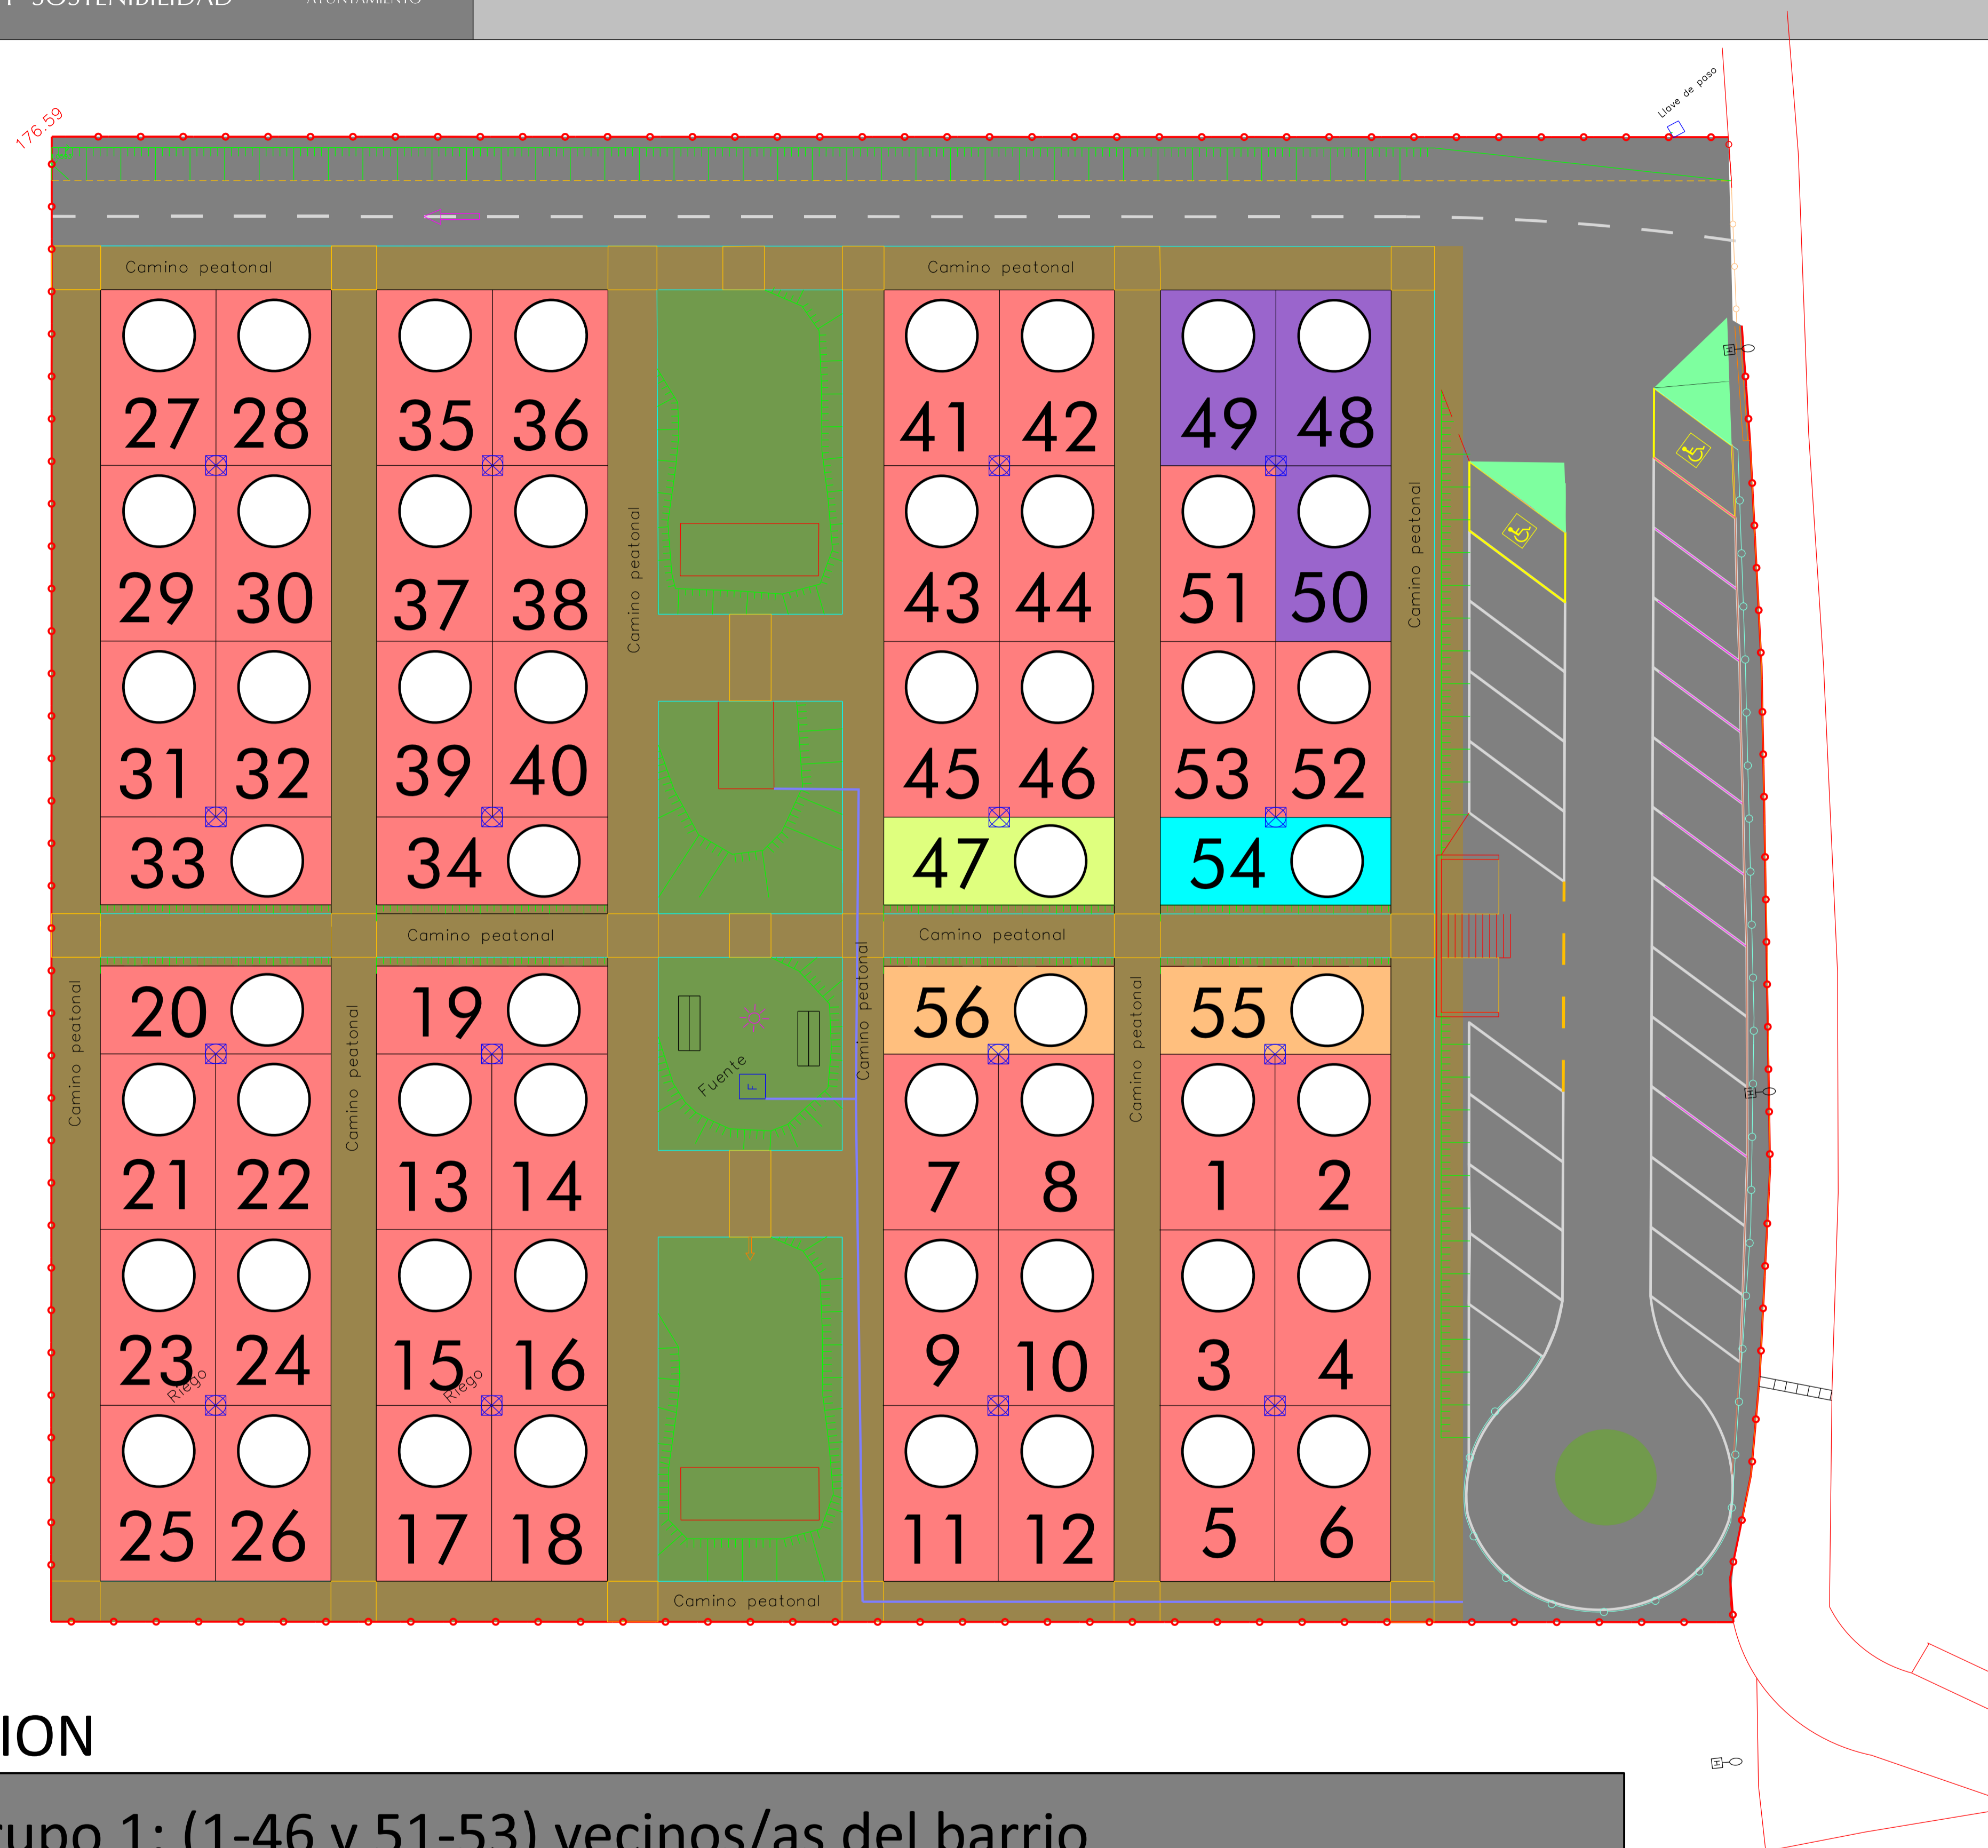 Y SOSTENIBILIDAD
AYUNTAMIENTO
Llave de paso
176.59
Camino peatonal
Camino peatonal
27 28 35 36 41 42 49 48
Camino peatonal
Camino peatonal
29 30 37 38 43 44 51 50
31 32 39 40 45 46 53 52
33 34 47 54
Camino peatonal
Camino peatonal
20 19 56 55
Camino peatonal
Camino peatonal
Camino peatonal
Camino peatonal
Fuente
F
21 22 13 14 7 8 1 2
23 24 15 16 9 10 3 4
Riego
Riego
25 26 17 18 11 12 5 6
Camino peatonal
ION
rupo 1: (1-46 y 51-53) vecinos/as del barrio